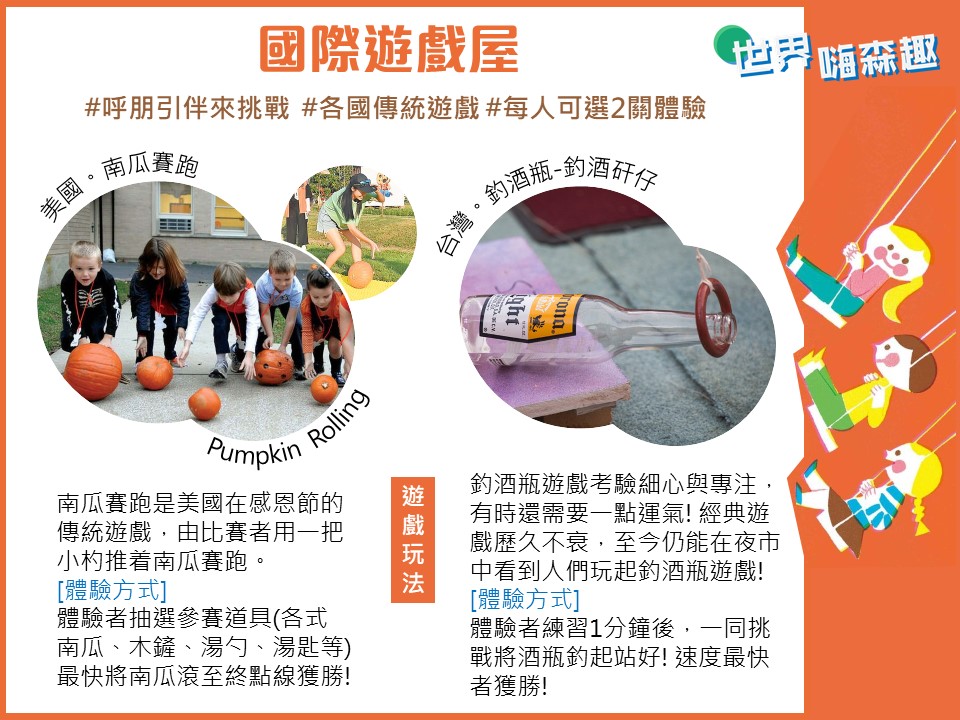 國際遊戲屋
世界嗨森趣
#呼朋引伴來挑戰 #各國傳統遊戲 #每人可選2關體驗
美國。南瓜賽跑
Pumpkin Rolling
台灣。釣酒瓶-釣酒矸仔
rona
ght
遊戲玩法
南瓜賽跑是美國在感恩節的
傳統遊戲，由比賽者用一把
小杓推着南瓜賽跑。
[體驗方式]
體驗者抽選參賽道具(各式
南瓜、木鏟、湯勺、湯匙等)
最快將南瓜滾至終點線獲勝!
釣酒瓶遊戲考驗細心與專注，
有時還需要一點運氣! 經典遊
戲歷久不衰，至今仍能在夜市
中看到人們玩起釣酒瓶遊戲!
[體驗方式]
體驗者練習1分鐘後，一同挑
戰將酒瓶釣起站好! 速度最快
者獲勝!